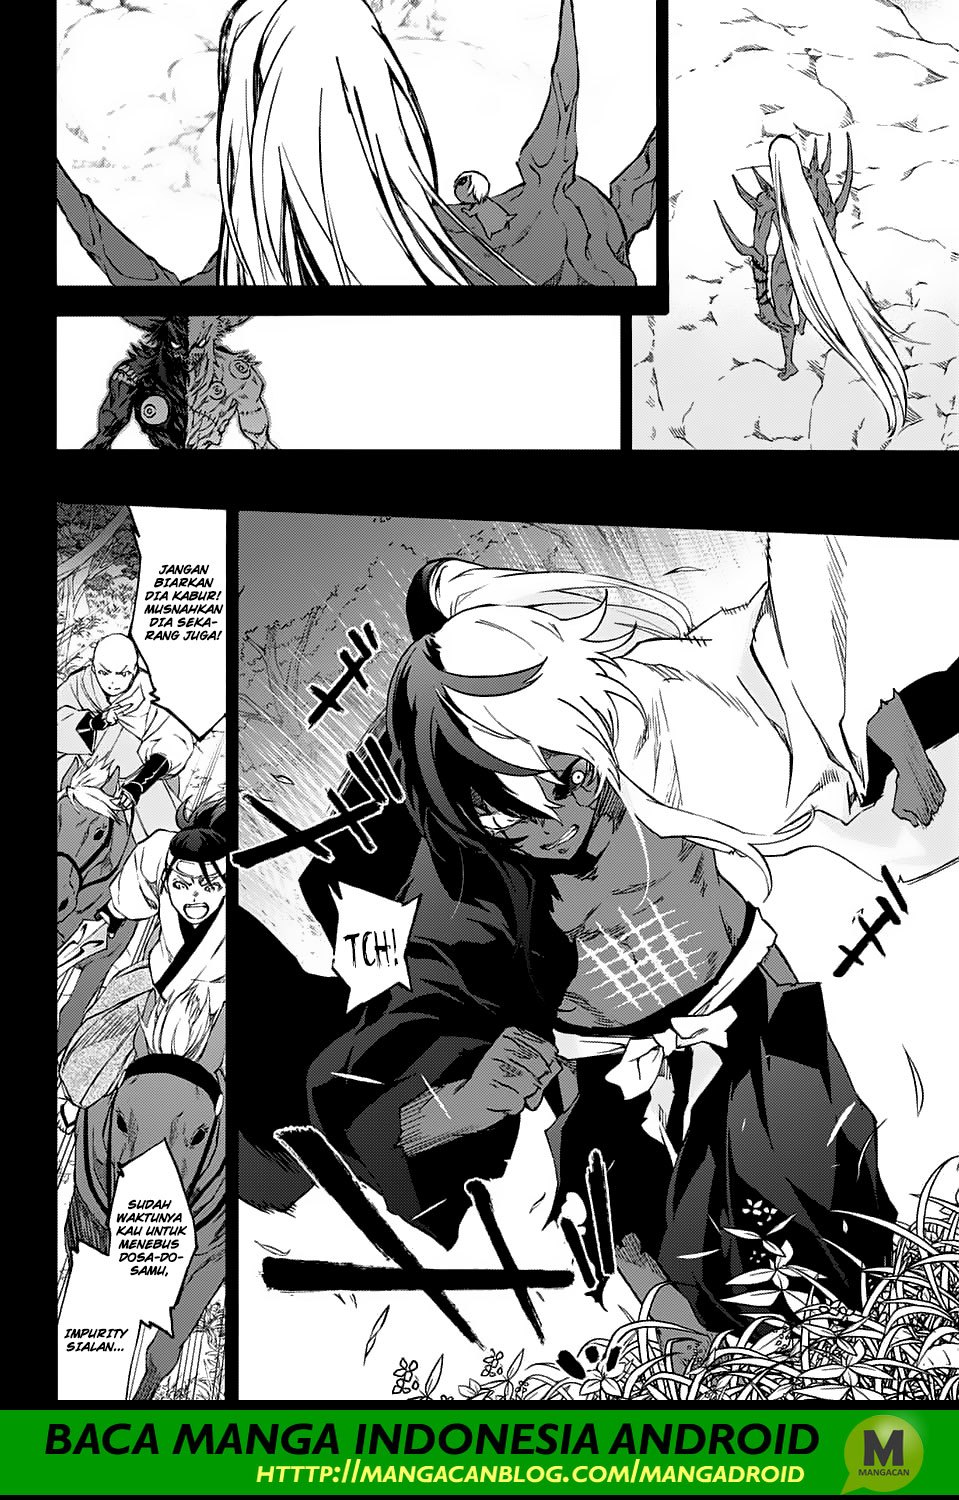 JANGAN
BIARKAN
DIA KABUR!
MUSNAHKAN
DIA SEKA-
RANG JUGA!
TCH!
SUDAH
WAKTUNYA
KAU UNTUK
MENEBUS
DOSA-DO-
SAMU,
IMPURITY
SIALAN...
BACA MANGA INDONESIA ANDROID
HTTTP://MANGACANBLOG.COM/MANGADROID
M
MANGACAN